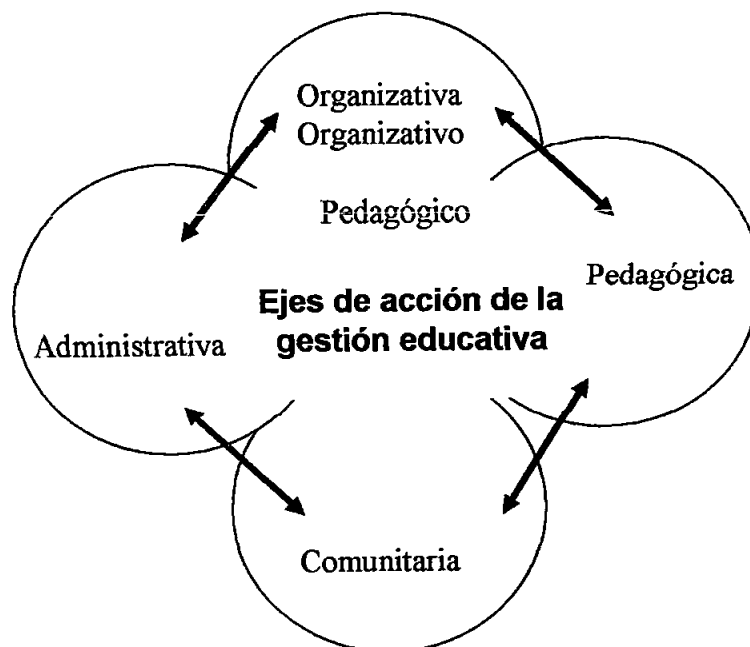 Organizativa
Organizativo
Pedagógico
Pedagógica
Ejes de acción de la
gestión educativa
Administrativa
Comunitaria